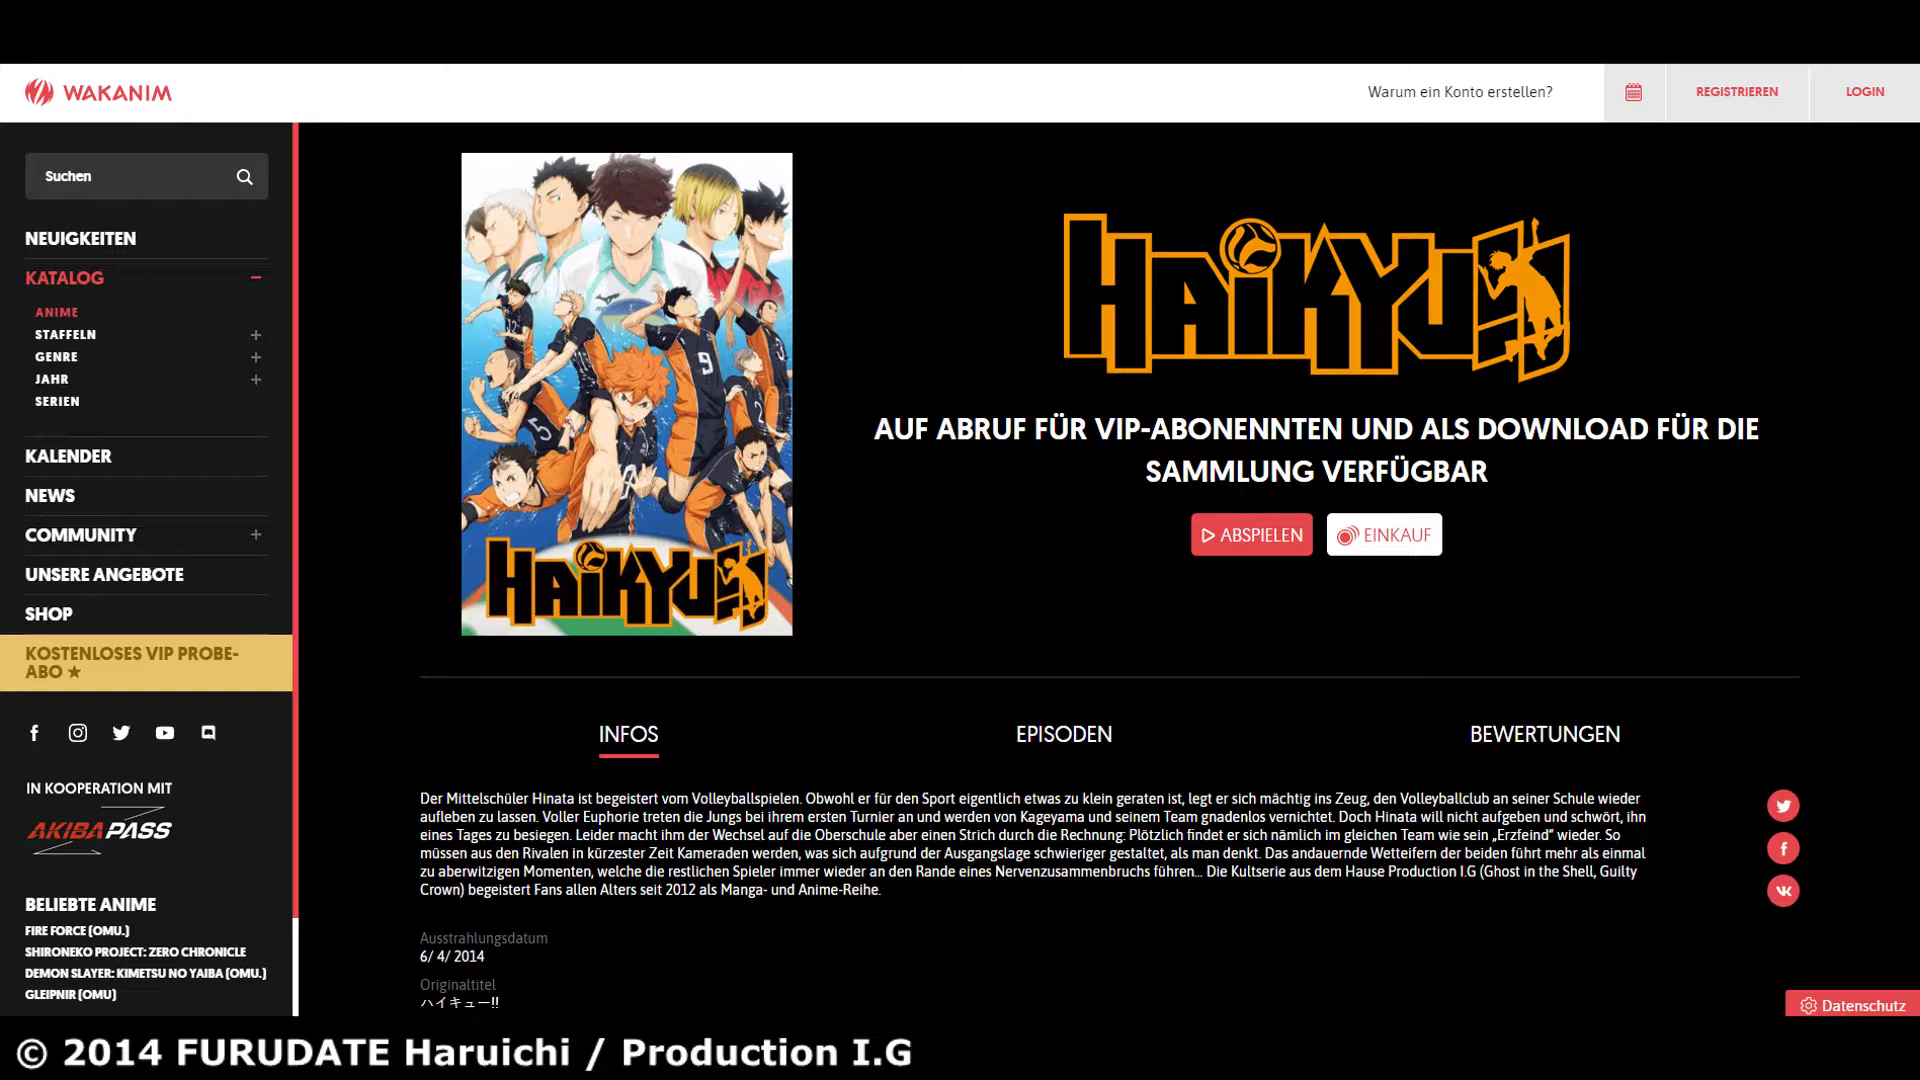 WAKANIM
Warum ein Konto erstellen?
REGISTRIEREN
LOGIN
Suchen
NEUIGKEITEN
KATALOG
ANIME
STAFFELN
GENRE
JAHR
SERIEN
KALENDER
NEWS
COMMUNITY
UNSERE ANGEBOTE
SHOP
KOSTENLOSES VIP PROBE-
ABO ★
IN KOOPERATION MIT
AKIBA PASS
BELIEBTE ANIME
FIRE FORCE (OMU.)
SHIRONEKO PROJECT: ZERO CHRONICLE
DEMON SLAYER: KIMETSU NO YAIBA (OMU.)
GLEIPNIR (OMU)
12
9
5
2
HAIKYU!!
HAIKYU!!
AUF ABRUF FÜR VIP-ABONENNTEN UND ALS DOWNLOAD FÜR DIE
SAMMLUNG VERFÜGBAR
ABSPIELEN
EINKAUF
INFOS
EPISODEN
BEWERTUNGEN
Der Mittelschüler Hinata ist begeistert vom Volleyballspielen. Obwohl er für den Sport eigentlich etwas zu klein geraten ist, legt er sich mächtig ins Zeug, den Volleyballclub an seiner Schule wieder
aufleben zu lassen. Voller Euphorie treten die Jungs bei ihrem ersten Turnier an und werden von Kageyama und seinem Team gnadenlos vernichtet. Doch Hinata will nicht aufgeben und schwört, ihn
eines Tages zu besiegen. Leider macht ihm der Wechsel auf die Oberschule aber einen Strich durch die Rechnung: Plötzlich findet er sich nämlich im gleichen Team wie sein „Erzfeind" wieder. So
müssen aus den Rivalen in kürzester Zeit Kameraden werden, was sich aufgrund der Ausgangslage schwieriger gestaltet, als man denkt. Das andauernde Wetteifern der beiden führt mehr als einmal
zu aberwitzigen Momenten, welche die restlichen Spieler immer wieder an den Rande eines Nervenzusammenbruchs führen... Die Kultserie aus dem Hause Production I.G (Ghost in the Shell, Guilty
Crown) begeistert Fans allen Alters seit 2012 als Manga- und Anime-Reihe.
Ausstrahlungsdatum
6/ 4/ 2014
Originaltitel
ハイキュー!!
Datenschutz
© 2014 FURUDATE Haruichi / Production I.G